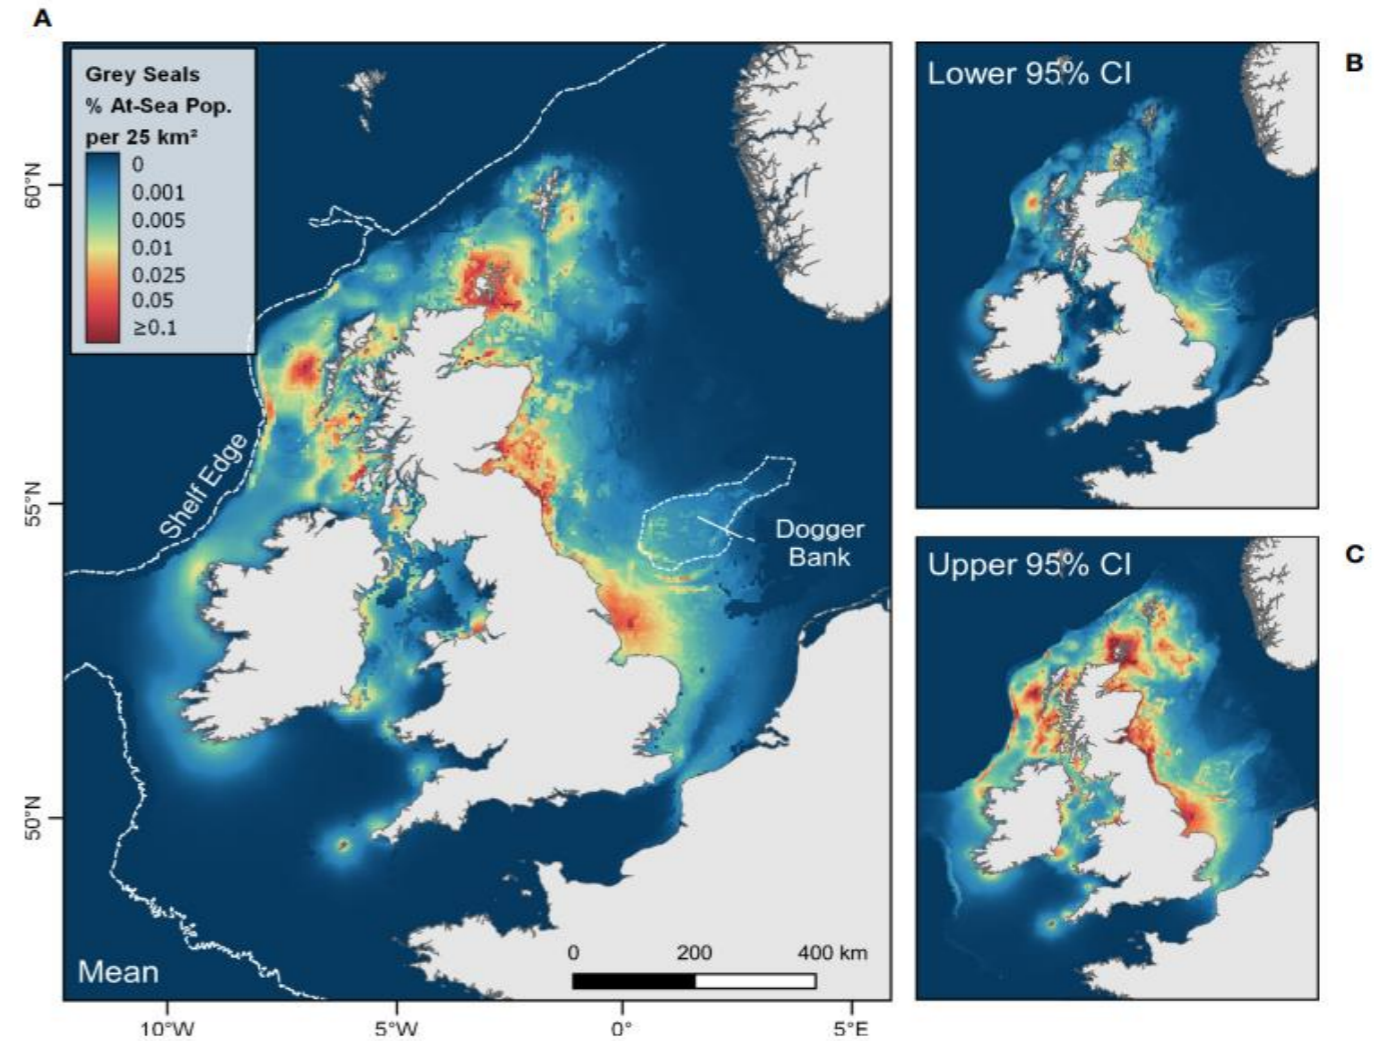 A
Grey Seals
% At-Sea Pop.
per 25 km²
0
0.001
0.005
0.01
0.025
0.05
≥0.1
60°N
55°N
50°N
Shelf Edge
Dogger
Bank
Mean
0 200 400 km
10°W 5°W 0° 5°E
Lower 95% CI
B
Upper 95% CI
C